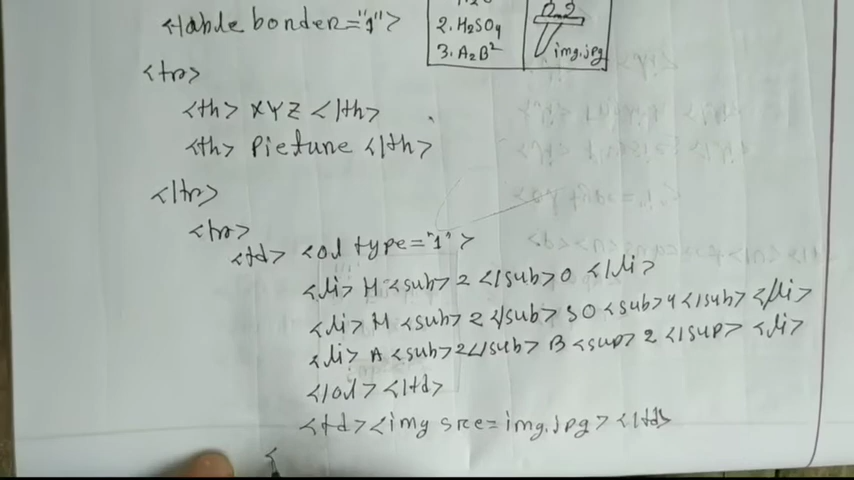 <table border="1">
2. H₂SO₄
3. A₂B²
img.jpg
<tr>
<th> XYZ </th>
<th> Picture </th>
</tr>
<tr>
<td> <ol type="1">
<li> H <sub> 2 </sub> O </li>
<li> H <sub> 2 </sub> SO <sub> 4 </sub> </li>
<li> A <sub> 2 </sub> B <sup> 2 </sup> <li>
</ol> </td>
<td> <img src=img.jpg> </td>
<